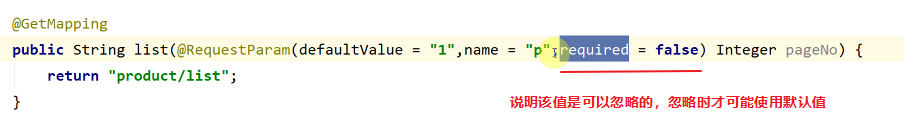 @GetMapping
public String list(@RequestParam(defaultValue = "1",name = "p",required = false) Integer pageNo) {
return "product/list";
}
说明该值是可以忽略的，忽略时才可能使用默认值